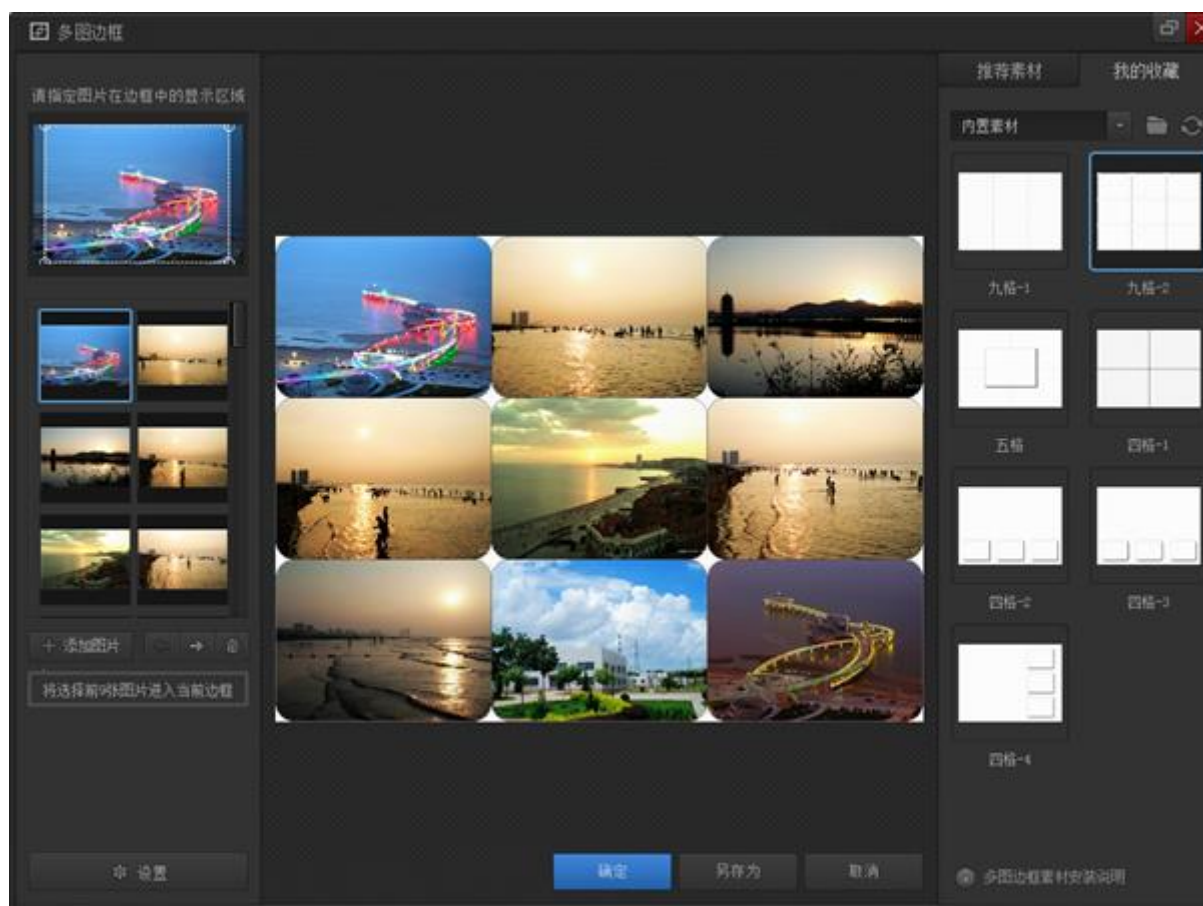 多图边框
请指定图片在边框中的显示区域
添加图片
将选择前9张图片进入当前边框
设置
确定
另存为
取消
推荐素材
我的收藏
内置素材
九格-1
九格-2
五格
四格-1
四格-2
四格-3
四格-4
多图边框素材安装说明